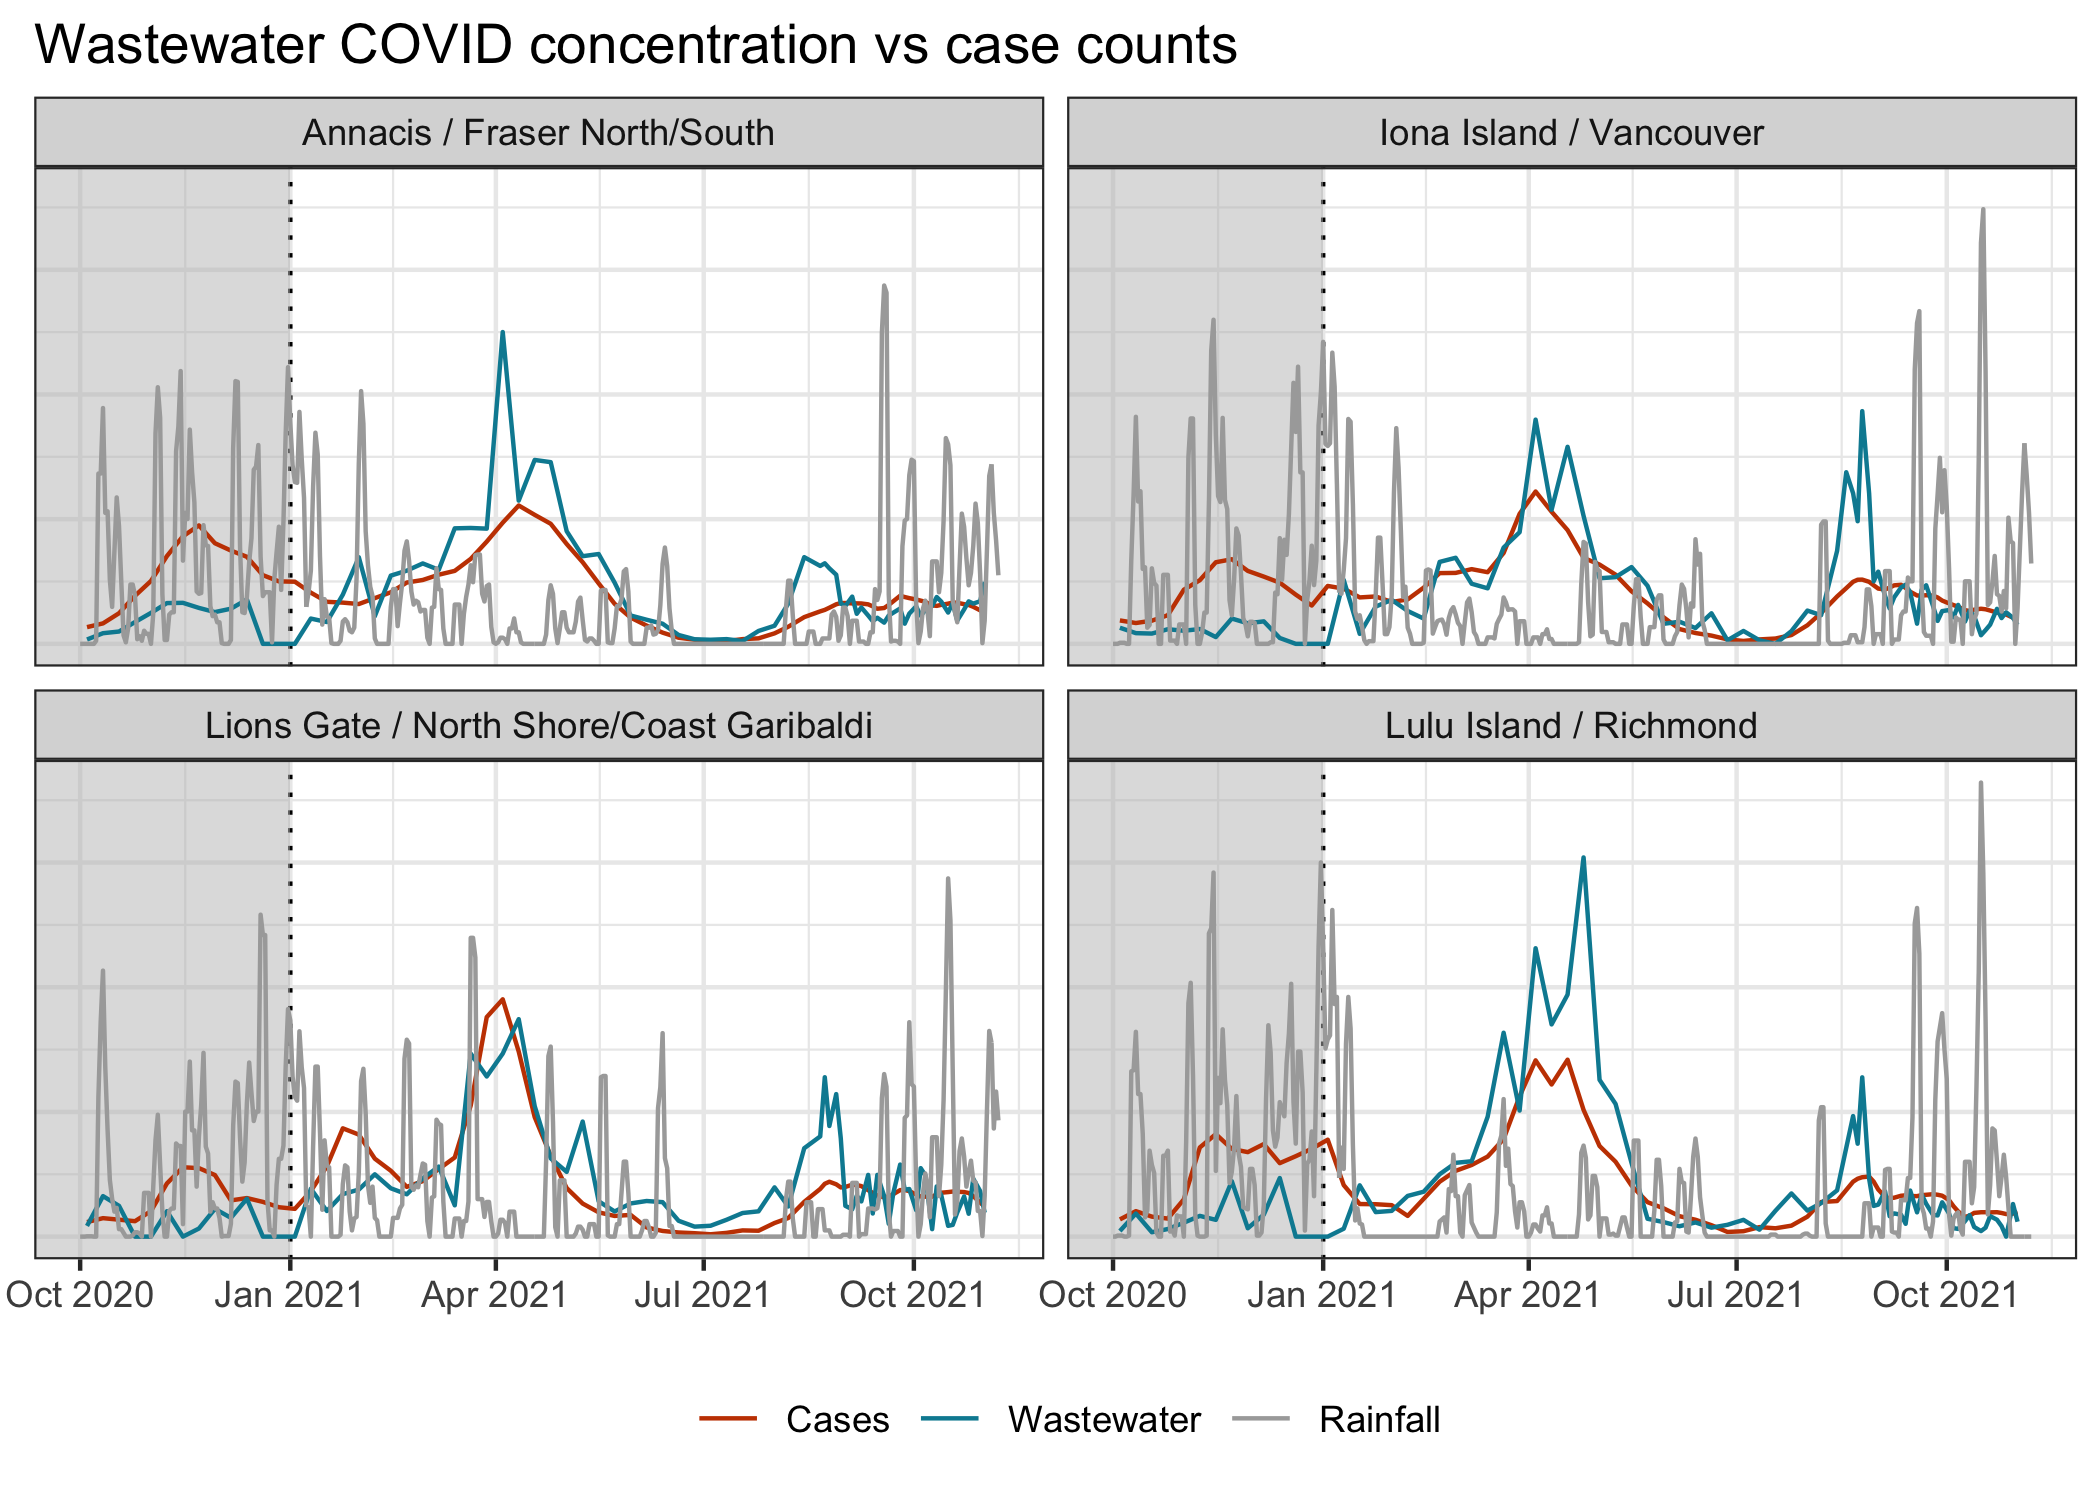 Wastewater COVID concentration vs case counts
Annacis / Fraser North/South
Iona Island / Vancouver
Lions Gate / North Shore/Coast Garibaldi
Lulu Island / Richmond
Oct 2020 Jan 2021 Apr 2021 Jul 2021 Oct 2021 Oct 2020 Jan 2021 Apr 2021 Jul 2021 Oct 2021
Cases Wastewater Rainfall